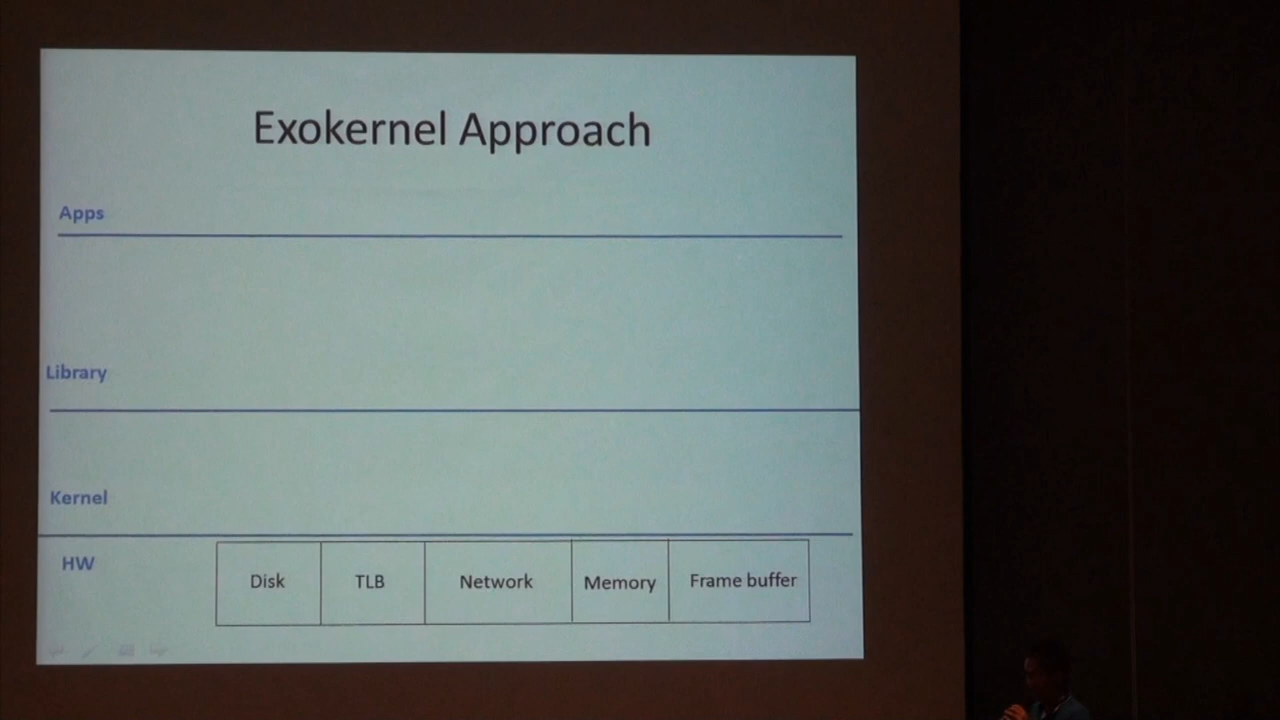 Exokernel Approach
Apps
Library
Kernel
HW
Disk TLB Network Memory Frame buffer